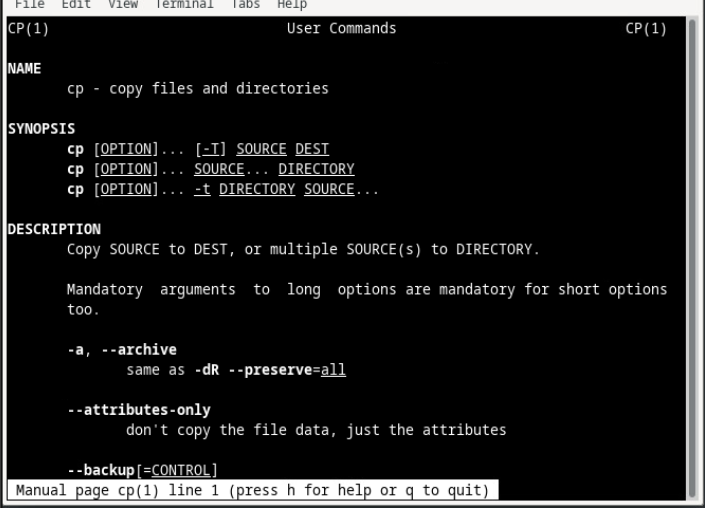 File Edit View Terminal Tabs Help
CP(1) User Commands CP(1)
NAME
cp - copy files and directories
SYNOPSIS
cp [OPTION]... [-T] SOURCE DEST
cp [OPTION]... SOURCE... DIRECTORY
cp [OPTION]... -t DIRECTORY SOURCE...
DESCRIPTION
Copy SOURCE to DEST, or multiple SOURCE(s) to DIRECTORY.
Mandatory arguments to long options are mandatory for short options
too.
-a, --archive
same as -dR --preserve=all
--attributes-only
don't copy the file data, just the attributes
--backup[=CONTROL]
Manual page cp(1) line 1 (press h for help or q to quit)